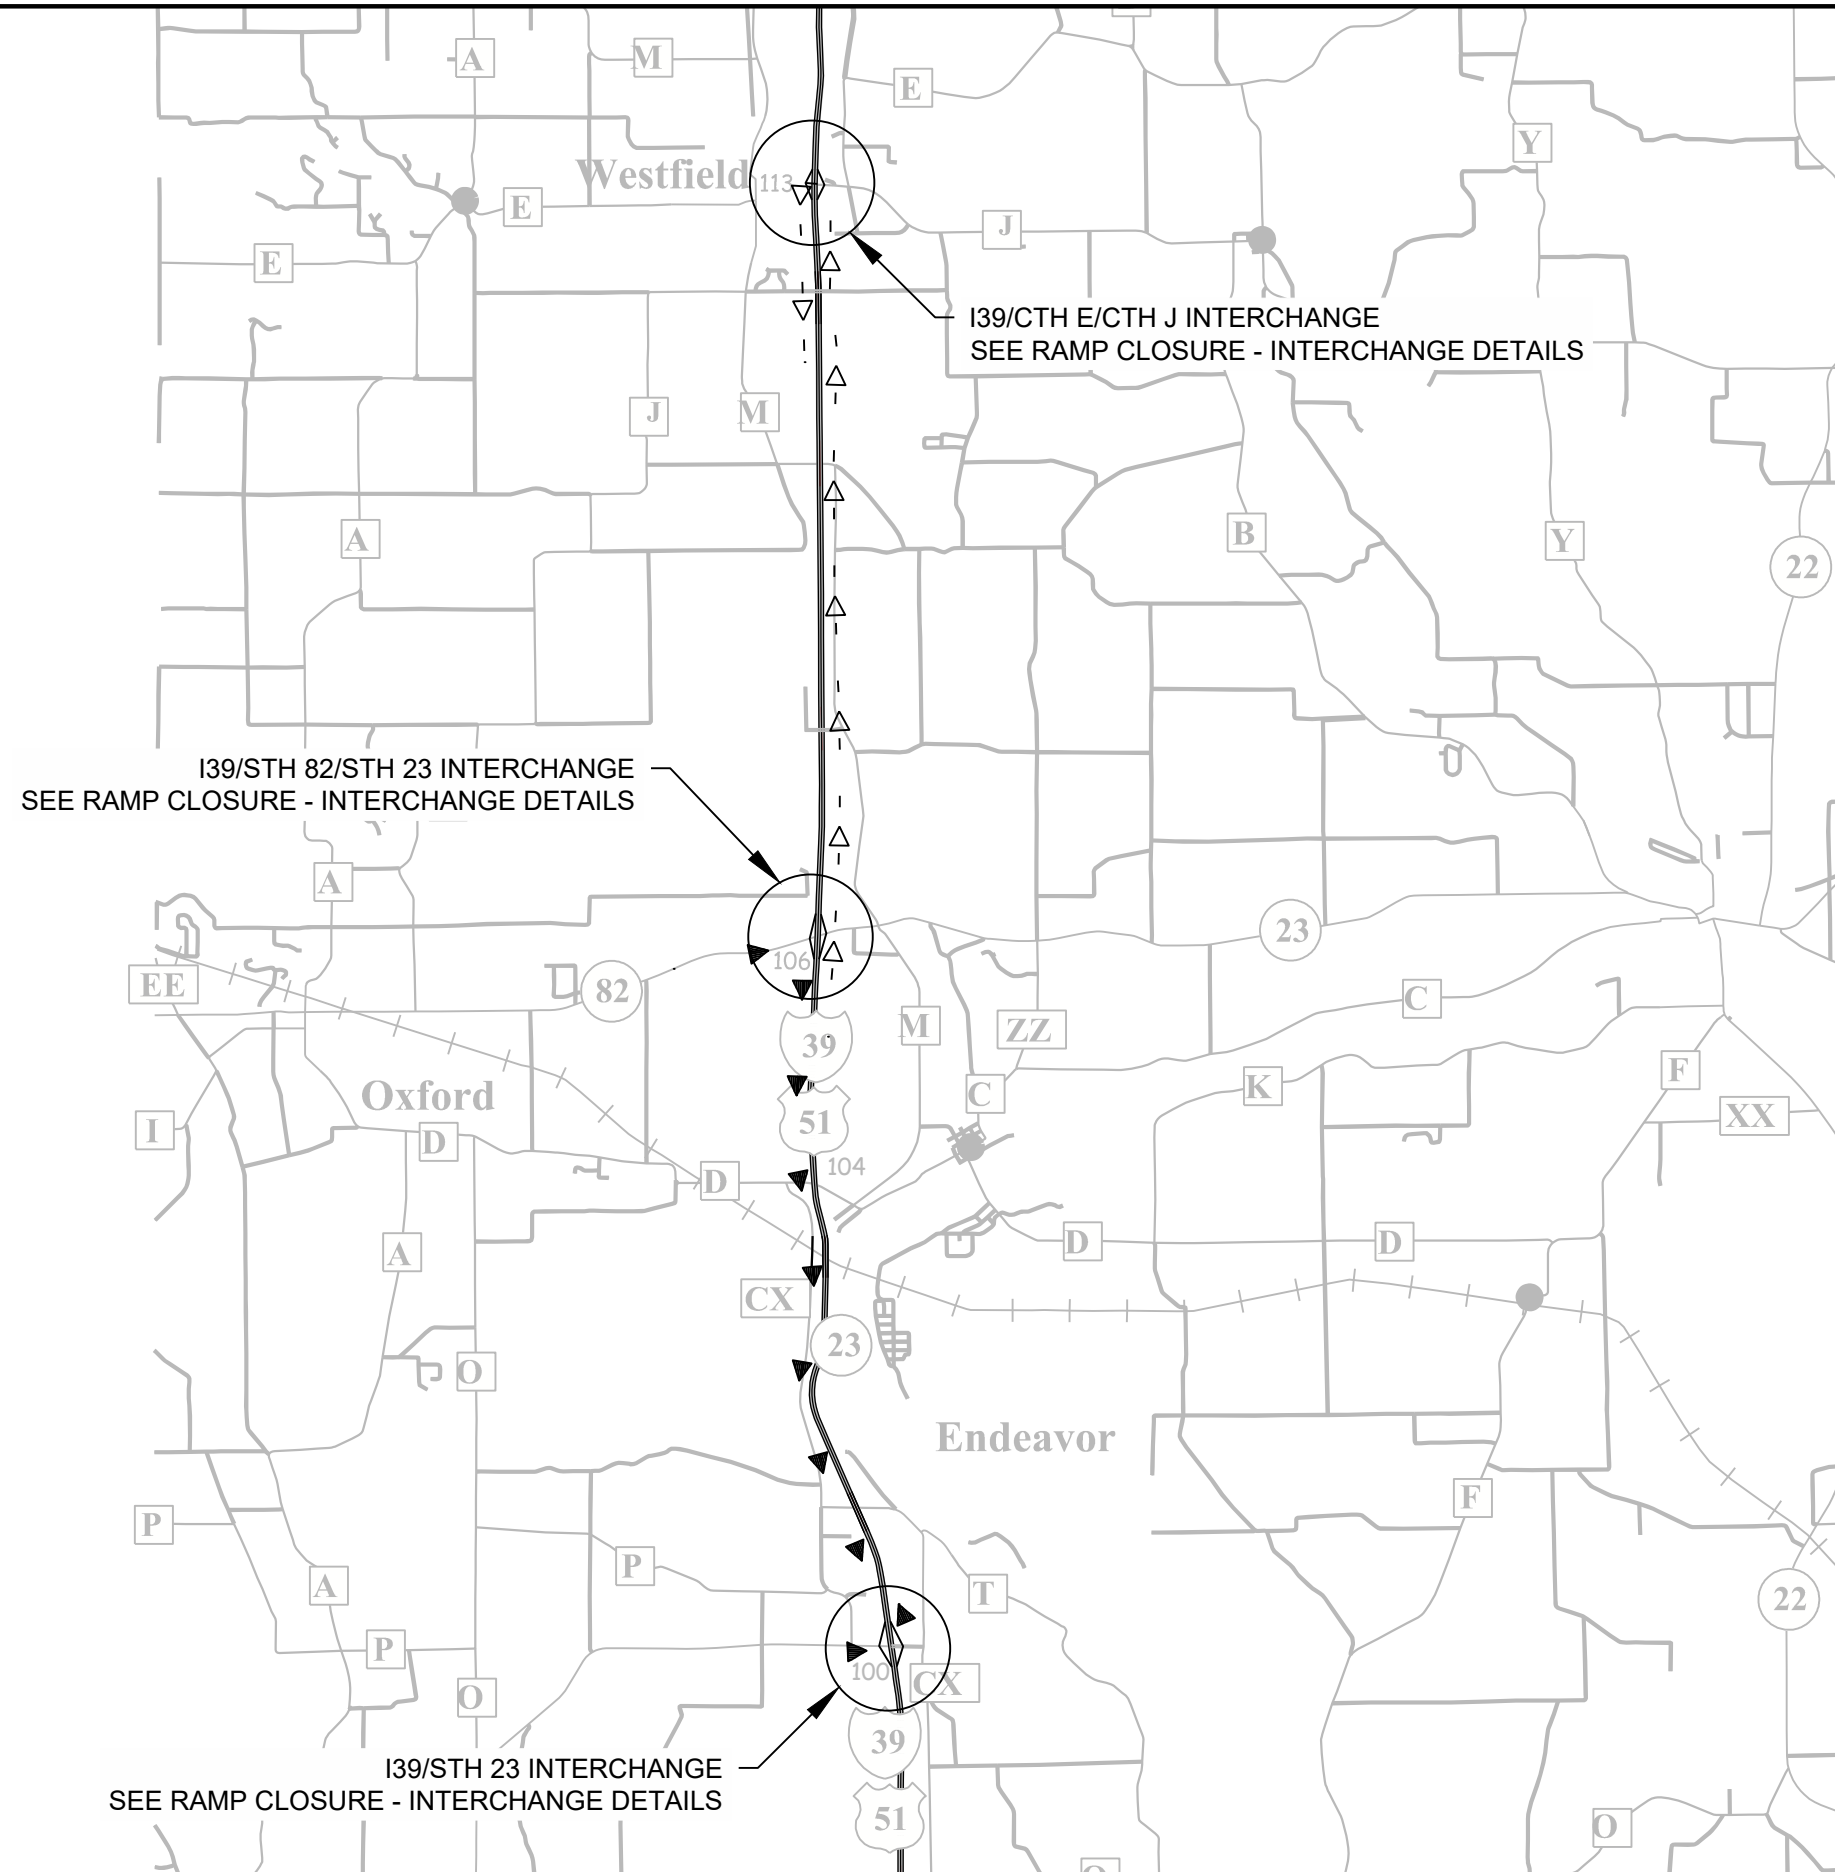 A
M
E
Y
Westfield
113
E
J
E
I39/CTH E/CTH J INTERCHANGE
SEE RAMP CLOSURE - INTERCHANGE DETAILS
J
M
A
B
Y
22
I39/STH 82/STH 23 INTERCHANGE
SEE RAMP CLOSURE - INTERCHANGE DETAILS
A
23
106
EE
82
C
39
M
ZZ
F
K
Oxford
C
51
XX
I
D
104
D
A
D
D
CX
23
O
Endeavor
F
P
P
A
T
22
P
100
CX
O
39
I39/STH 23 INTERCHANGE
SEE RAMP CLOSURE - INTERCHANGE DETAILS
51
O